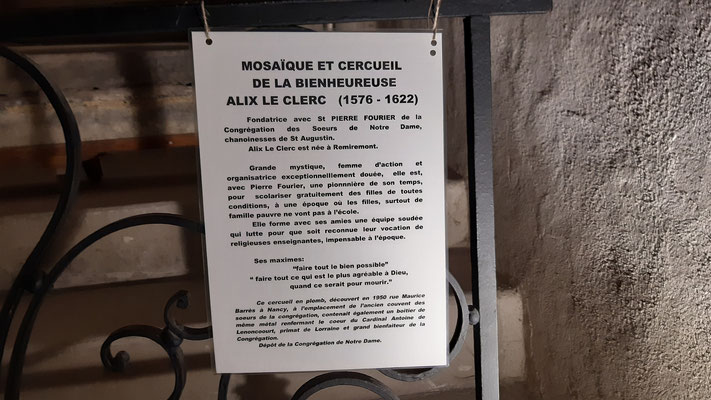 MOSAÏQUE ET CERCUEIL
DE LA BIENHEUREUSE
ALIX LE CLERC (1576 - 1622)
Fondatrice avec St PIERRE FOURIER de la
Congrégation des Soeurs de Notre Dame,
chanoinesses de St Augustin.
Alix Le Clerc est née à Remiremont.
Grande mystique, femme d'action et
organisatrice exceptionnelliement douée, elle est,
avec Pierre Fourier, une pionnnière de son temps,
pour scolariser gratuitement des filles de toutes
conditions, à une époque où les filles, surtout de
famille pauvre ne vont pas à l'école.
Elle forme avec ses amies une équipe soudée
qui lutte pour que soit reconnue leur vocation de
religieuses enseignantes, impensable à l'époque.
Ses maximes:
"faire tout le bien possible"
" faire tout ce qui est le plus agréable à Dieu,
quand ce serait pour mourir."
Ce cercueil en plomb, découvert en 1950 rue Maurice
Barrès à Nancy, à l'emplacement de l'ancien couvent des
soeurs de la congrégation, contenait également un boitier de
même métal renfermant le coeur du Cardinal Antoine de
Lenoncourt, primat de Lorraine et grand bienfaiteur de la
Congrégation.
Dépôt de la Congrégation de Notre Dame.